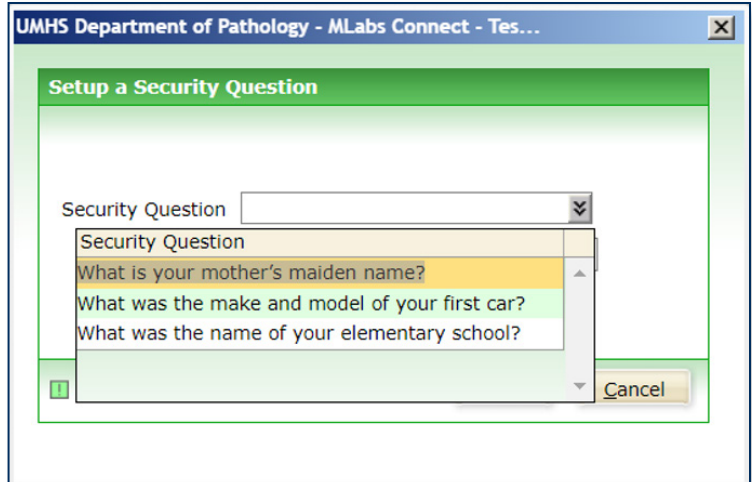 UMHS Department of Pathology - MLabs Connect - Tes...
Setup a Security Question
Security Question
Security Question
What is your mother’s maiden name?
What was the make and model of your first car?
What was the name of your elementary school?
Cancel